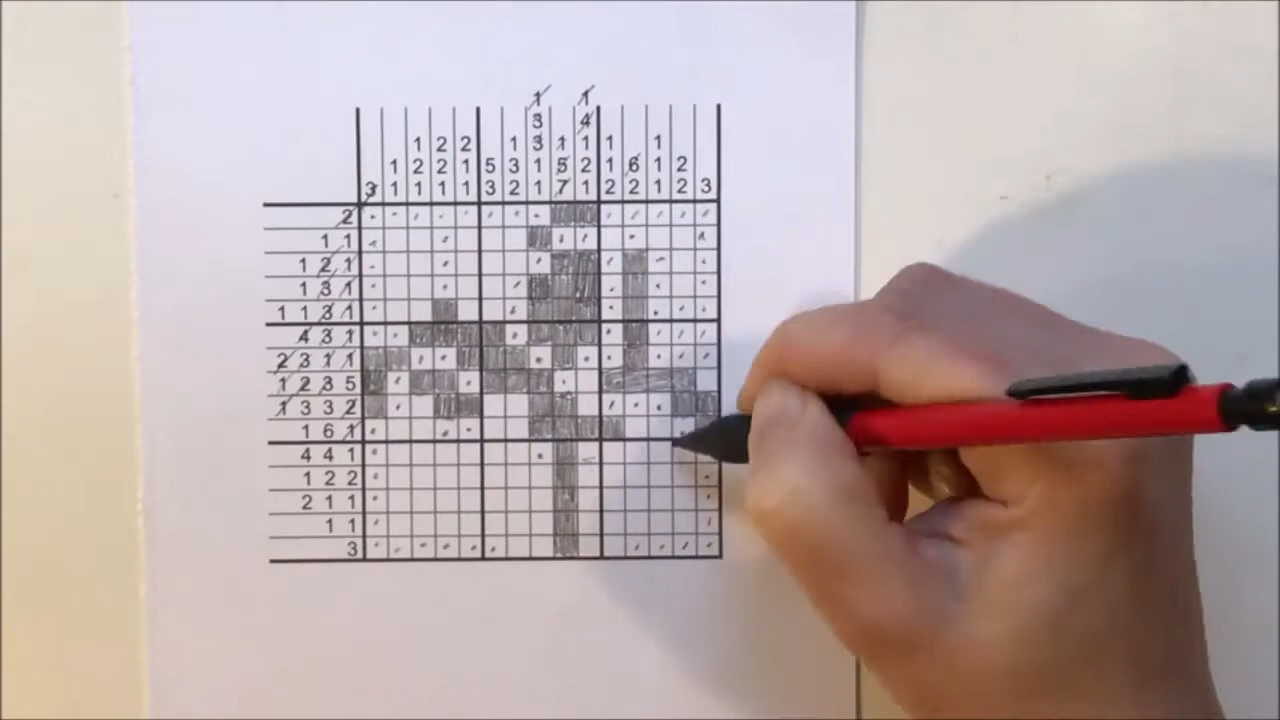 1 1
3 4
1 2 2 1 3 1 1 1 1 1
1 2 2 1 5 3 3 5 2 1 6 1 2
3 1 1 1 1 3 2 1 7 1 2 2 1 2 3
2
1 1
1 2 1
1 3 1
1 1 3 1
4 3 1
2 3 1 1
1 2 3 5
1 3 3 2
1 6 1
4 4 1
1 2 2
2 1 1
1 1
3